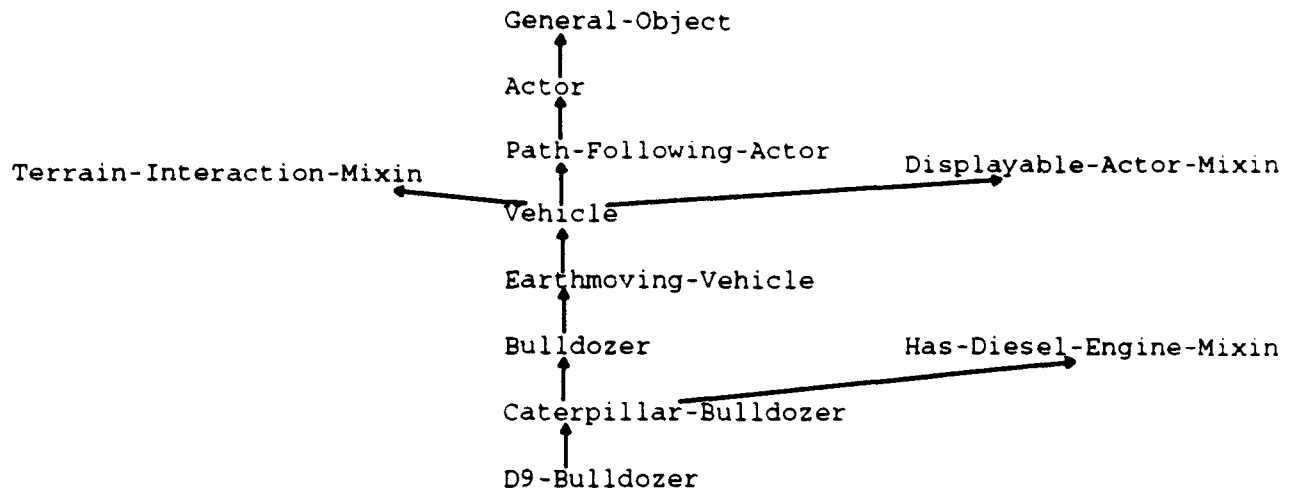 General-Object
Actor
Path-Following-Actor
Terrain-Interaction-Mixin
Displayable-Actor-Mixin
Vehicle
Earthmoving-Vehicle
Bulldozer
Has-Diesel-Engine-Mixin
Caterpillar-Bulldozer
D9-Bulldozer